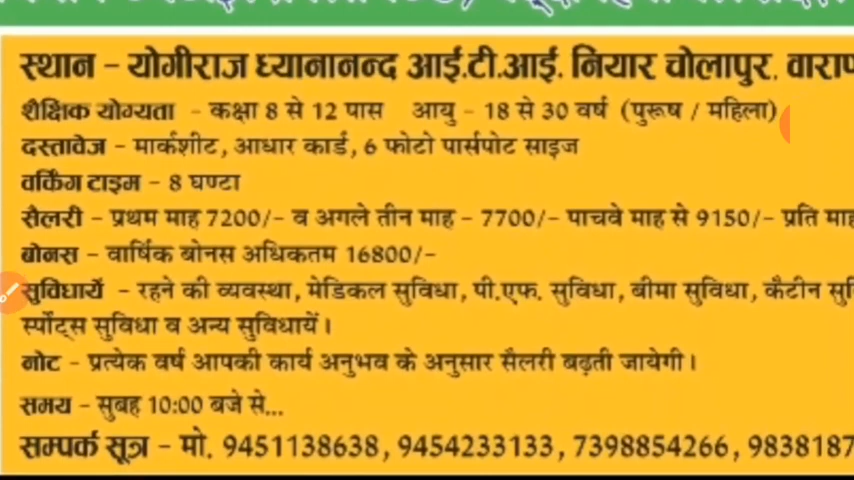 स्थान – योगीराज ध्यानानन्द आई.टी.आई. नियार चोलापुर, वाराण
शैक्षिक योग्यता – कक्षा 8 से 12 पास आयु – 18 से 30 वर्ष (पुरूष / महिला)
दस्तावेज – मार्कशीट, आधार कार्ड, 6 फोटो पार्सपोट साइज
वर्किंग टाइम – 8 घण्टा
सैलरी – प्रथम माह 7200/- व अगले तीन माह – 7700/- पाचवे माह से 9150/- प्रति माह
बोनस – वार्षिक बोनस अधिकतम 16800/-
सुविधायें – रहने की व्यवस्था, मेडिकल सुविधा, पी.एफ. सुविधा, बीमा सुविधा, कैटीन सुवि
र्स्पोट्स सुविधा व अन्य सुविधायें।
नोट – प्रत्येक वर्ष आपकी कार्य अनुभव के अनुसार सैलरी बढ़ती जायेगी।
समय – सुबह 10:00 बजे से...
सम्पर्क सूत्र – मो. 9451138638, 9454233133, 7398854266, 9838187